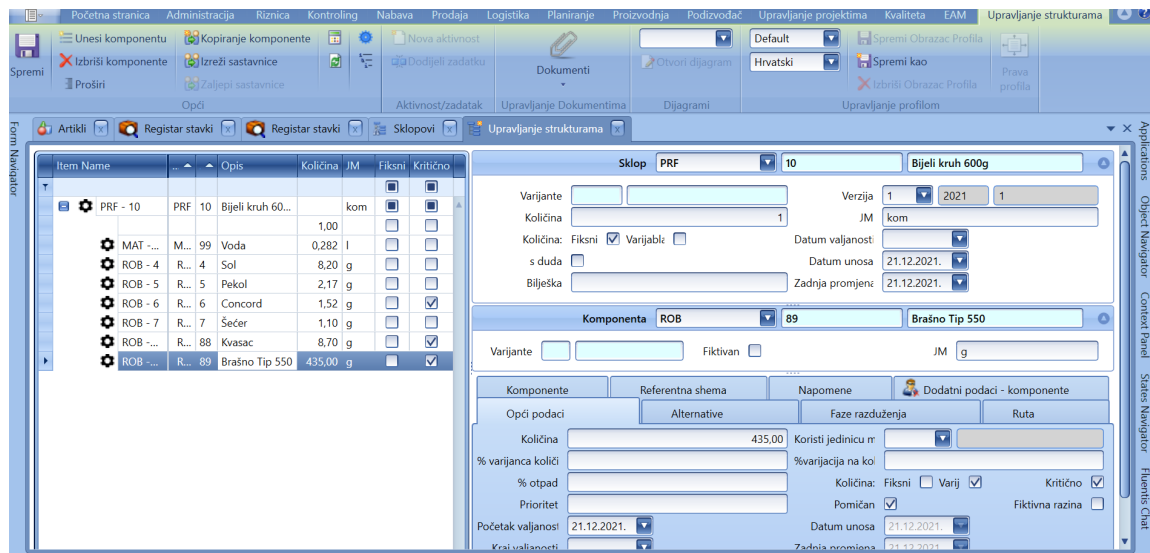 Početna stranica Administracija Riznica Kontroling Nabava Prodaja Logistika Planiranje Proizvodnja Podizvođač Upravljanje projektima Kvaliteta EAM Upravljanje strukturama
Spremi
Unesi komponentu
Izbriši komponente
Proširi
Kopiranje komponente
Izreži sastavnice
Zaljepi sastavnice
Opći
Nova aktivnost
Dodijeli zadatku
Aktivnost/zadatak
Dokumenti
Upravljanje Dokumentima
Otvori dijagram
Dijagrami
Default
Hrvatski
Spremi Obrazac Profila
Spremi kao
Izbriši Obrazac Profila
Prava profila
Upravljanje profilom
Form Navigator
Artikli Registar stavki Registar stavki Sklopovi Upravljanje strukturama
Item Name .. Opis Količina JM Fiksni Kritično
PRF - 10 PRF 10 Bijeli kruh 60... kom
1,00
MAT -... M... 99 Voda 0,282 l
ROB - 4 R... 4 Sol 8,20 g
ROB - 5 R... 5 Pekol 2,17 g
ROB - 6 R... 6 Concord 1,52 g
ROB - 7 R... 7 Šećer 1,10 g
ROB -... R... 88 Kvasac 8,70 g
ROB -... R... 89 Brašno Tip 550 435,00 g
Sklop PRF 10 Bijeli kruh 600g
Varijante Verzija 1 2021 1
Količina 1 JM kom
Količina: Fiksni Varijabla Datum valjanosti
s duda Datum unosa 21.12.2021.
Bilješka Zadnja promjena 21.12.2021.
Komponenta ROB 89 Brašno Tip 550
Varijante Fiktivan JM g
Komponente Referentna shema Napomene Dodatni podaci - komponente
Opći podaci Alternative Faze razduženja Ruta
Količina 435,00 Koristi jedinicu m
% varijanca količi %varijacija na kol
% otpad Količina: Fiksni Varij Kritično
Prioritet Pomičan Fiktivna razina
Početak valjanost 21.12.2021. Datum unosa 21.12.2021.
Kraj valjanosti Zadnja promjena 21.12.2021.
Applications
Object Navigator
Context Panel
States Navigator
Fluentis Chat